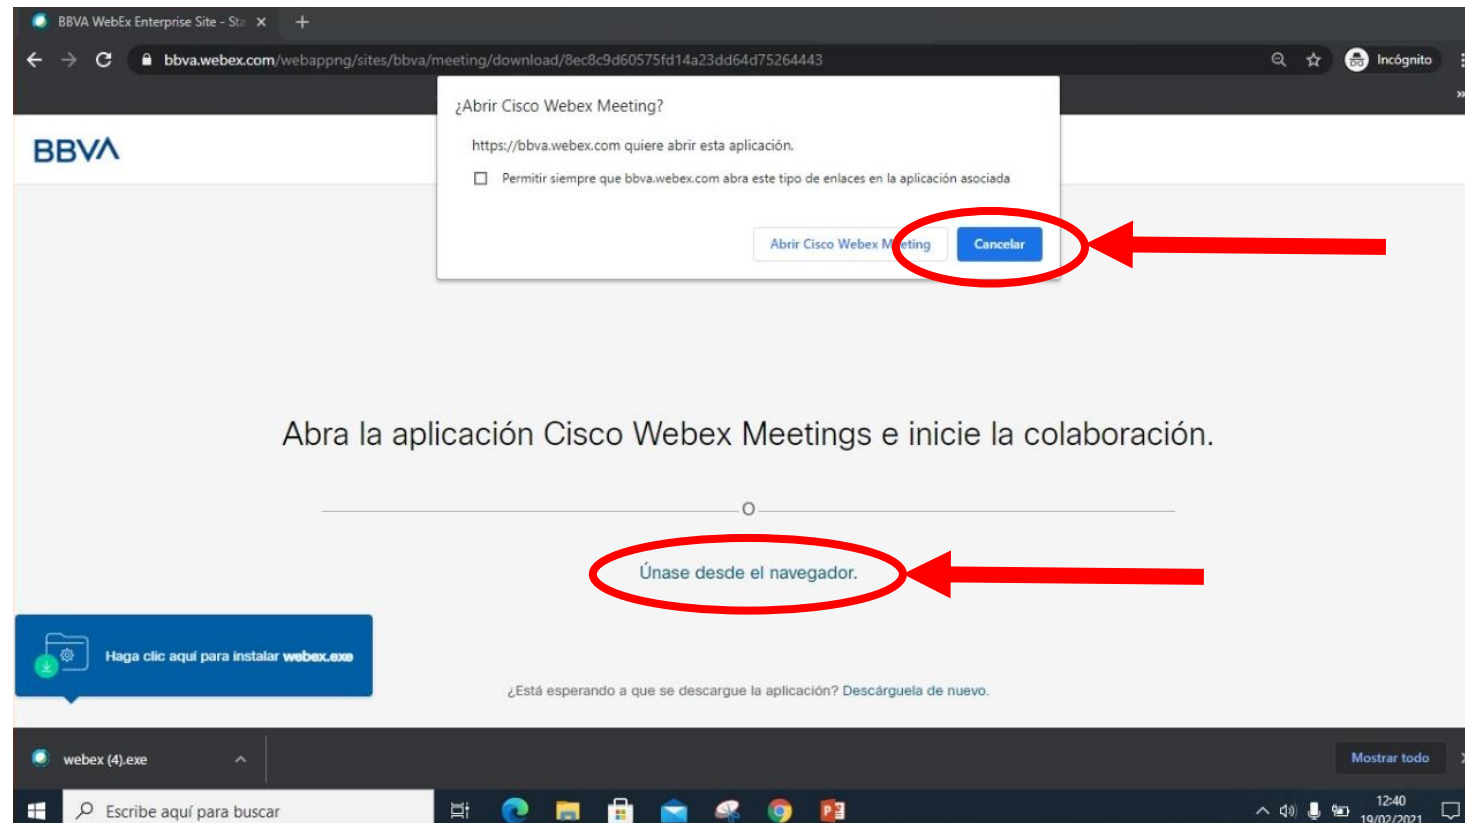 BBVA WebEx Enterprise Site - Sta
bbva.webex.com/webappng/sites/bbva/meeting/download/8ec8c9d60575fd14a23dd64d75264443
Incógnito
¿Abrir Cisco Webex Meeting?
https://bbva.webex.com quiere abrir esta aplicación.
Permitir siempre que bbva.webex.com abra este tipo de enlaces en la aplicación asociada
Abrir Cisco Webex Meeting
Cancelar
BBVA
Abra la aplicación Cisco Webex Meetings e inicie la colaboración.
O
Únase desde el navegador.
Haga clic aquí para instalar webex.exe
¿Está esperando a que se descargue la aplicación? Descárguela de nuevo.
webex (4).exe
Mostrar todo
Escribe aquí para buscar
12:40
19/02/2021